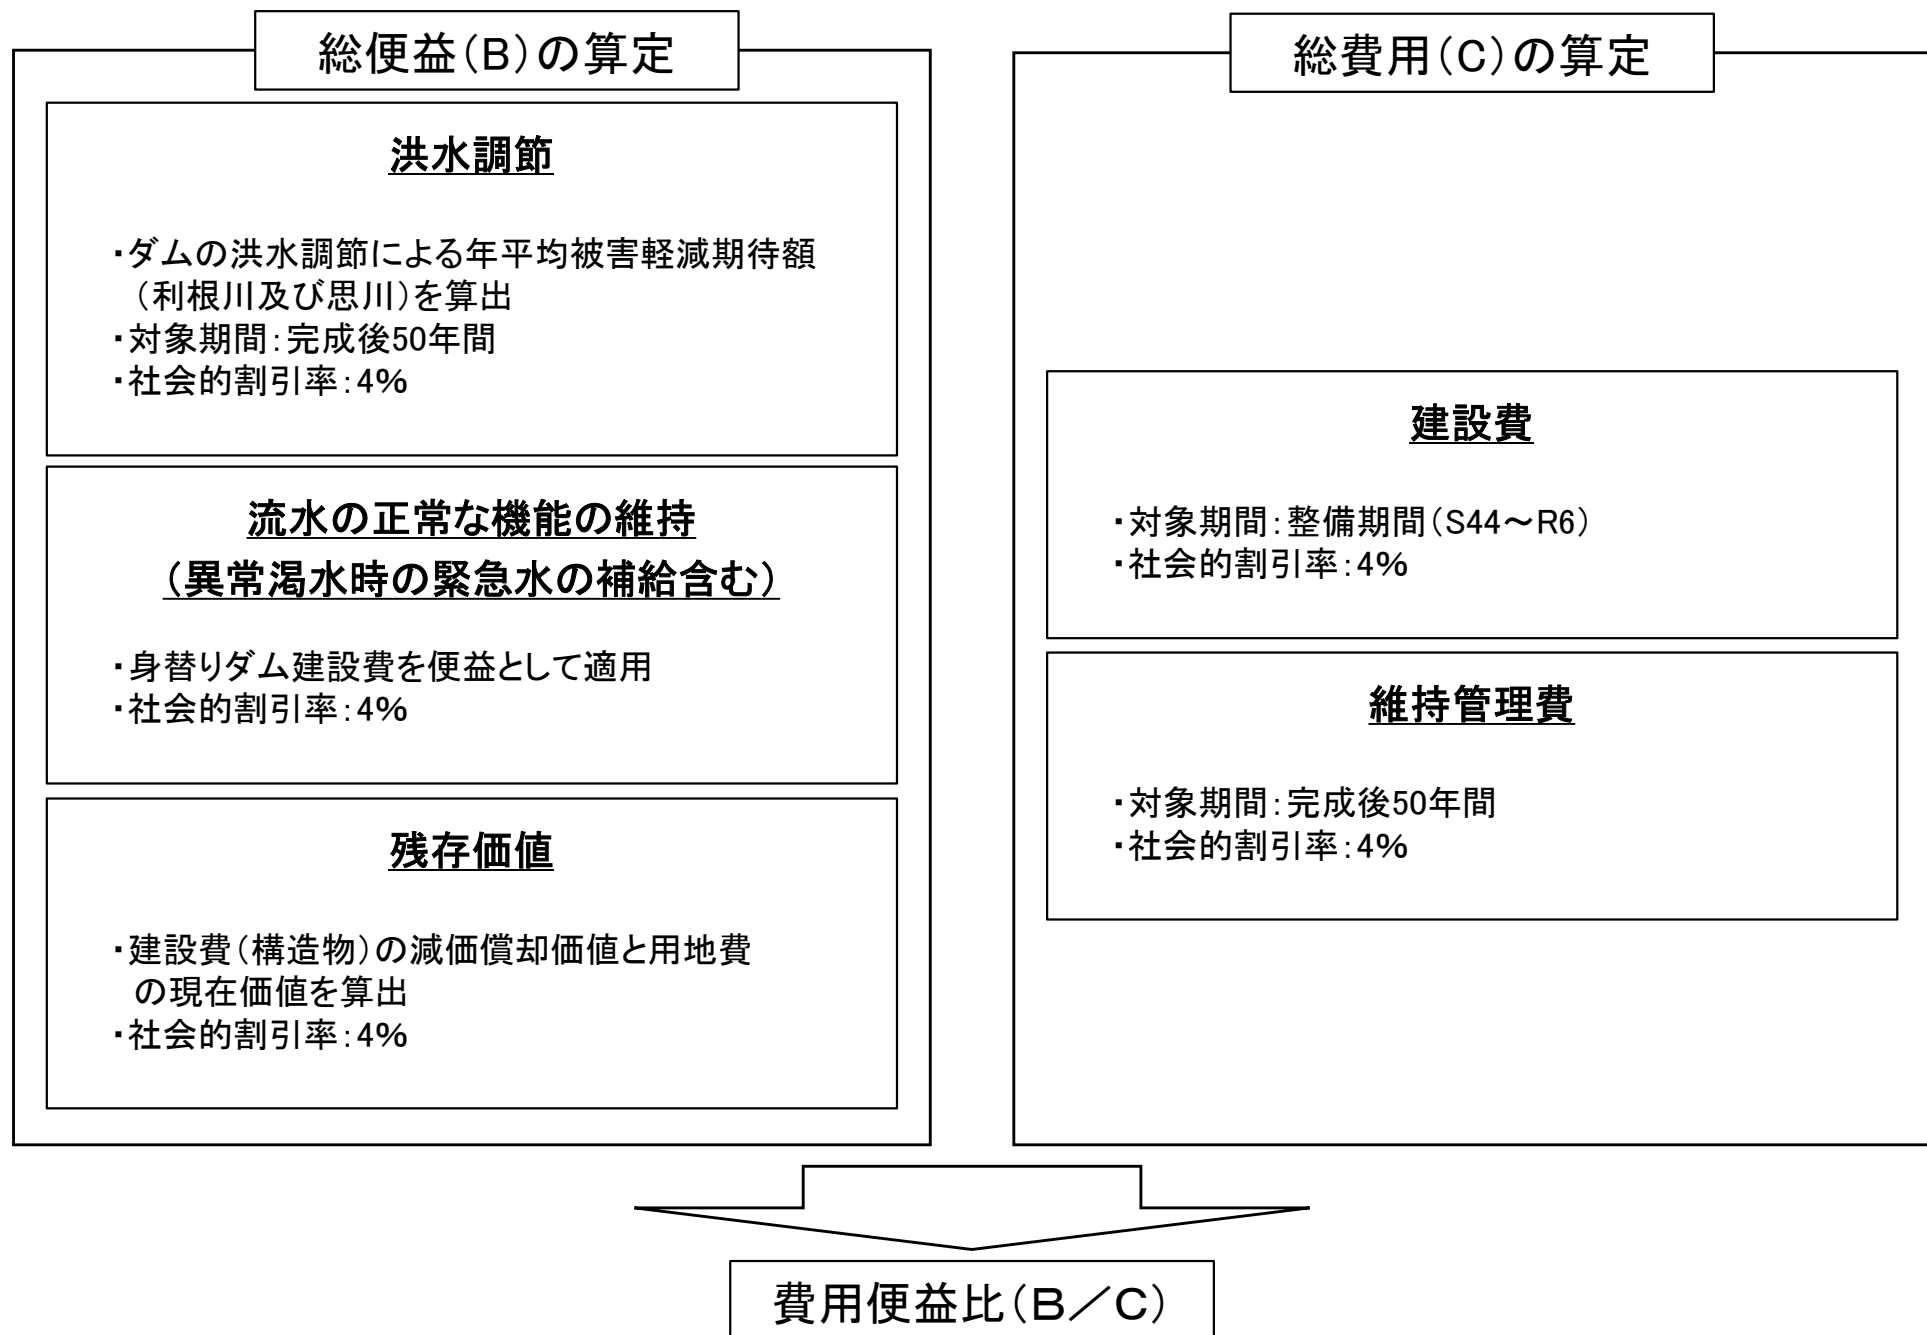 総便益(B)の算定
洪水調節
・ダムの洪水調節による年平均被害軽減期待額
（利根川及び思川）を算出
・対象期間：完成後50年間
・社会的割引率：4%
流水の正常な機能の維持
（異常渇水時の緊急水の補給含む）
・身替りダム建設費を便益として適用
・社会的割引率：4%
残存価値
・建設費（構造物）の減価償却価値と用地費
の現在価値を算出
・社会的割引率：4%
総費用(C)の算定
建設費
・対象期間：整備期間（S44～R6）
・社会的割引率：4%
維持管理費
・対象期間：完成後50年間
・社会的割引率：4%
費用便益比（B／C）